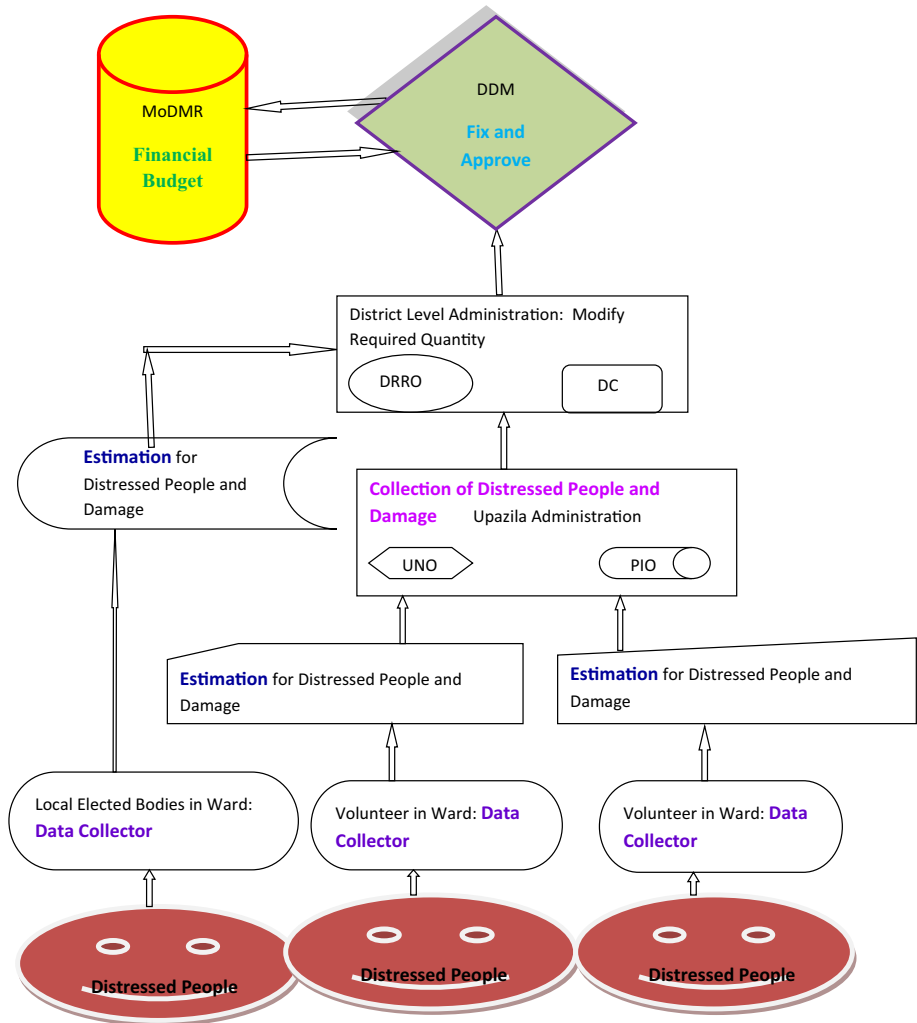 MoDMR
Financial
Budget
DDM
Fix and
Approve
District Level Administration: Modify
Required Quantity
DRRO
DC
Estimation for
Distressed People and
Damage
Collection of Distressed People and
Damage Upazila Administration
UNO
PIO
Estimation for Distressed People and
Damage
Estimation for Distressed People and
Damage
Local Elected Bodies in Ward:
Data Collector
Volunteer in Ward: Data
Collector
Volunteer in Ward: Data
Collector
Distressed People
Distressed People
Distressed People